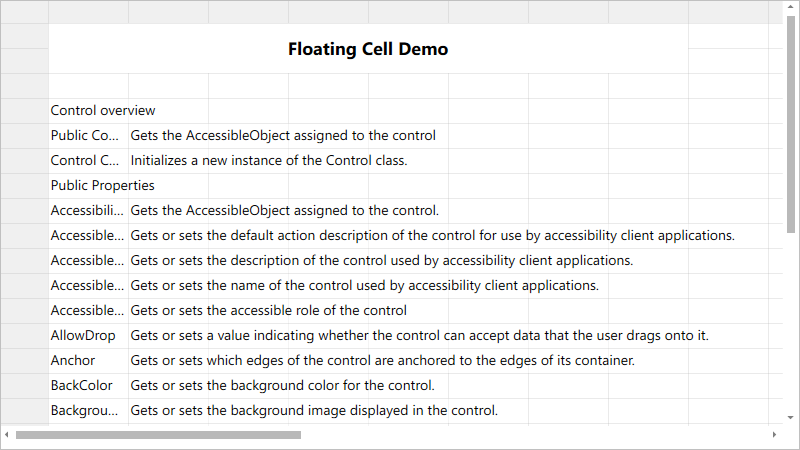 Floating Cell Demo
Control overview
Public Co... Gets the AccessibleObject assigned to the control
Control C... Initializes a new instance of the Control class.
Public Properties
Accessibili... Gets the AccessibleObject assigned to the control.
Accessible... Gets or sets the default action description of the control for use by accessibility client applications.
Accessible... Gets or sets the description of the control used by accessibility client applications.
Accessible... Gets or sets the name of the control used by accessibility client applications.
Accessible... Gets or sets the accessible role of the control
AllowDrop Gets or sets a value indicating whether the control can accept data that the user drags onto it.
Anchor Gets or sets which edges of the control are anchored to the edges of its container.
BackColor Gets or sets the background color for the control.
Backgrou... Gets or sets the background image displayed in the control.